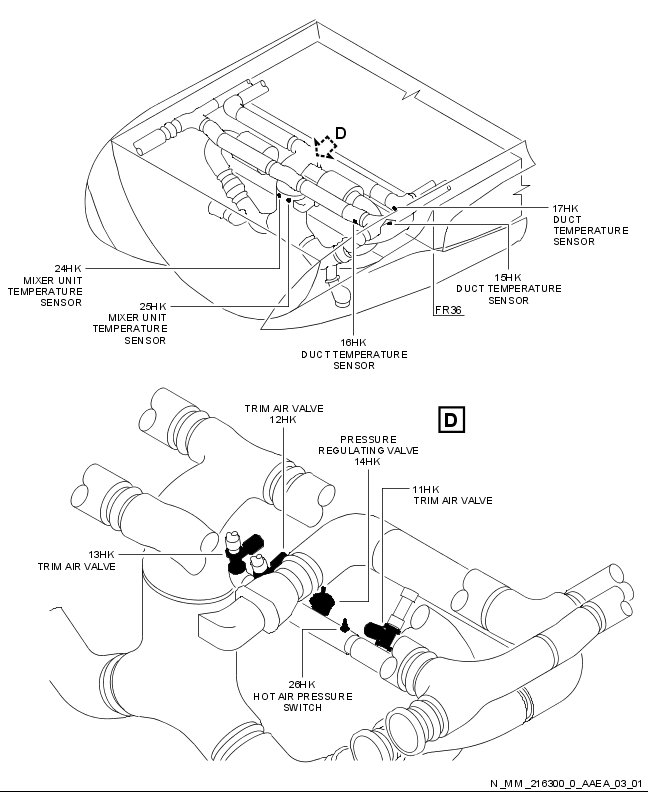 D
17HK
DUCT
TEMPERATURE
SENSOR
24HK
MIXER UNIT
TEMPERATURE
SENSOR
15HK
DUCT TEMPERATURE
SENSOR
25HK
MIXER UNIT
TEMPERATURE
SENSOR
FR36
16HK
DUCT TEMPERATURE
SENSOR
TRIM AIR VALVE
12HK
D
PRESSURE
REGULATING VALVE
14HK
11HK
TRIM AIR VALVE
13HK
TRIM AIR VALVE
26HK
HOT AIR PRESSURE
SWITCH
N_MM_216300_0_AAEA_03_01